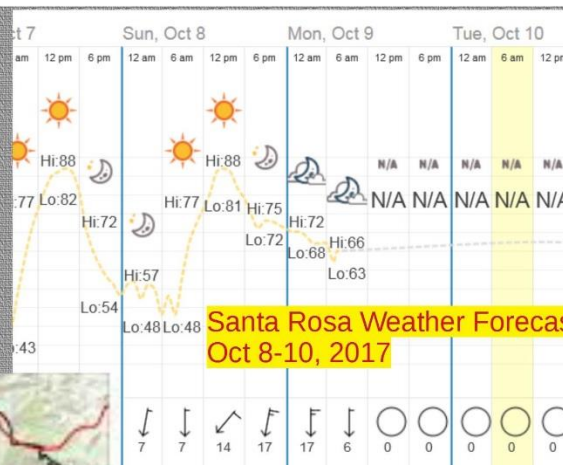 ct 7 Sun, Oct 8 Mon, Oct 9 Tue, Oct 10
am 12 pm 6 pm 12 am 6 am 12 pm 6 pm 12 am 6 am 12 pm 6 pm 12 am 6 am 12 pm
N/A N/A N/A N/A N/A
Hi:88 Hi:88
:77 Lo:82 Hi:77 Lo:81 Hi:75 N/A N/A N/A N/A N/A
Hi:72 Hi:72
Lo:72 Lo:68 Hi:66
Hi:57 Lo:63
Lo:54
Lo:48 Lo:48
Santa Rosa Weather Forecas
Oct 8-10, 2017
:43
7 7 14 17 17 6 0 0 0 0 0